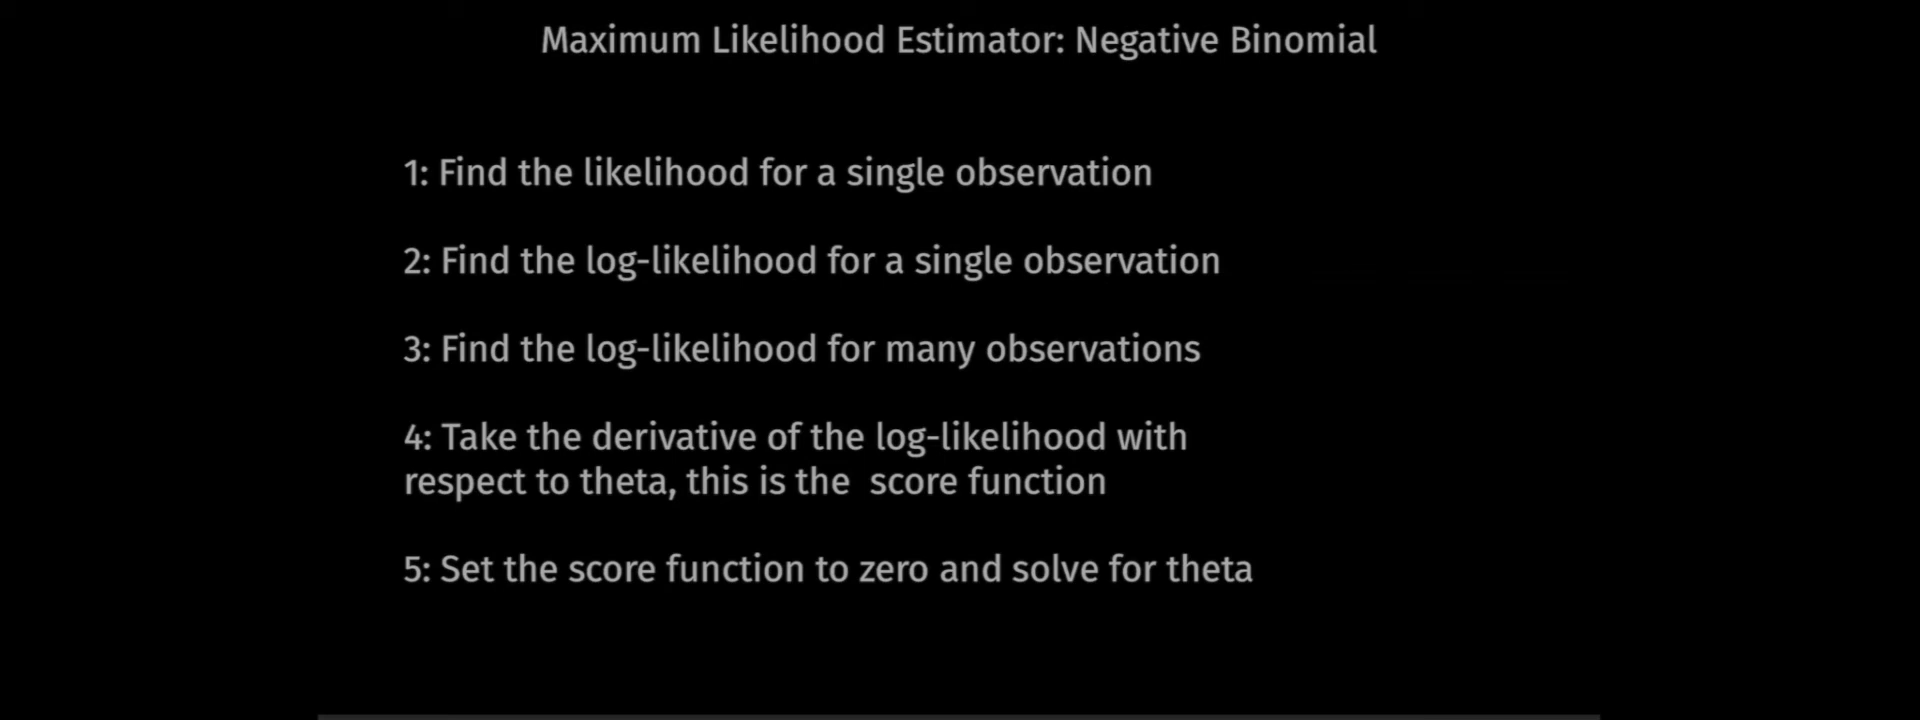 Maximum Likelihood Estimator: Negative Binomial
1: Find the likelihood for a single observation
2: Find the log-likelihood for a single observation
3: Find the log-likelihood for many observations
4: Take the derivative of the log-likelihood with
respect to theta, this is the  score function
5: Set the score function to zero and solve for theta